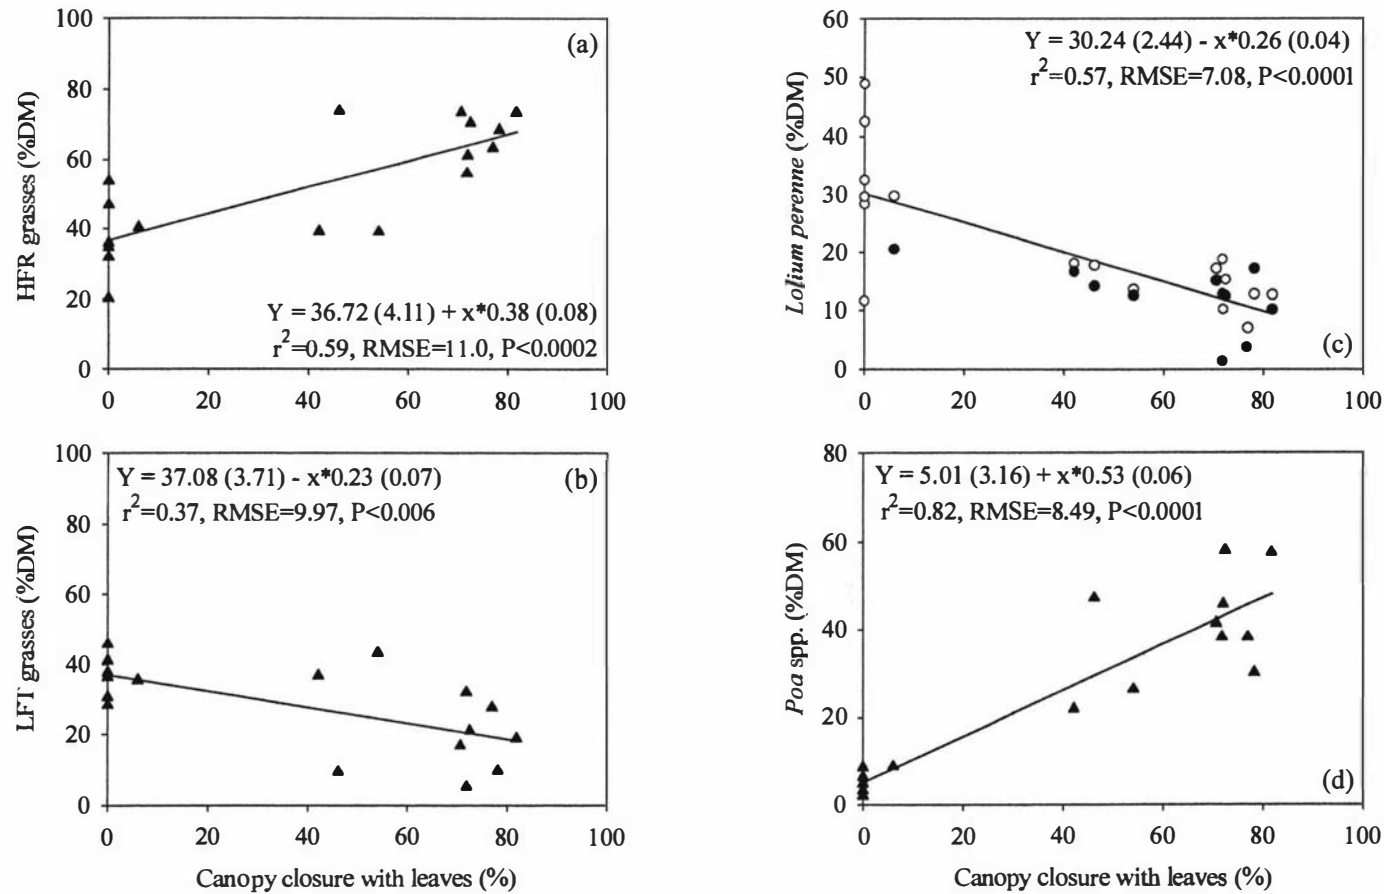 100
80
60
40
20
0
HFR grasses (%DM)
(a)
Y = 36.72 (4.11) + x*0.38 (0.08)
r²=0.59, RMSE=11.0, P<0.0002
0 20 40 60 80 100
60
50
40
30
20
10
0
Lolium perenne (%DM)
Y = 30.24 (2.44) - x*0.26 (0.04)
r²=0.57, RMSE=7.08, P<0.0001
(c)
0 20 40 60 80 100
100
80
60
40
20
0
LFT grasses (%DM)
Y = 37.08 (3.71) - x*0.23 (0.07)
(b)
r²=0.37, RMSE=9.97, P<0.006
0 20 40 60 80 100
Canopy closure with leaves (%)
80
60
40
20
0
Poa spp. (%DM)
Y = 5.01 (3.16) + x*0.53 (0.06)
r²=0.82, RMSE=8.49, P<0.0001
(d)
0 20 40 60 80 100
Canopy closure with leaves (%)